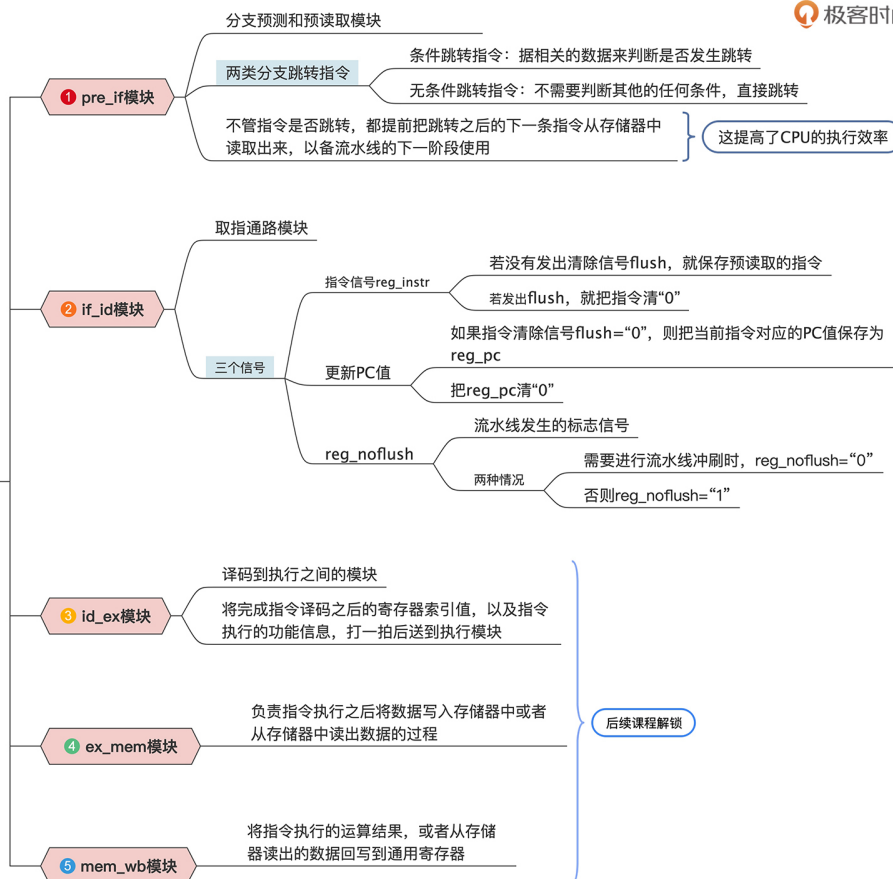 极客时
分支预测和预读取模块
两类分支跳转指令
条件跳转指令：据相关的数据来判断是否发生跳转
无条件跳转指令：不需要判断其他的任何条件，直接跳转
1 pre_if模块
不管指令是否跳转，都提前把跳转之后的下一条指令从存储器中
读取出来，以备流水线的下一阶段使用
这提高了CPU的执行效率
取指通路模块
2 if_id模块
三个信号
指令信号reg_instr
若没有发出清除信号flush，就保存预读取的指令
若发出flush，就把指令清“0”
更新PC值
如果指令清除信号flush=“0”，则把当前指令对应的PC值保存为
reg_pc
把reg_pc清“0”
reg_noflush
流水线发生的标志信号
两种情况
需要进行流水线冲刷时，reg_noflush=“0”
否则reg_noflush=“1”
3 id_ex模块
译码到执行之间的模块
将完成指令译码之后的寄存器索引值，以及指令
执行的功能信息，打一拍后送到执行模块
4 ex_mem模块
负责指令执行之后将数据写入存储器中或者
从存储器中读出数据的过程
后续课程解锁
5 mem_wb模块
将指令执行的运算结果，或者从存储
器读出的数据回写到通用寄存器